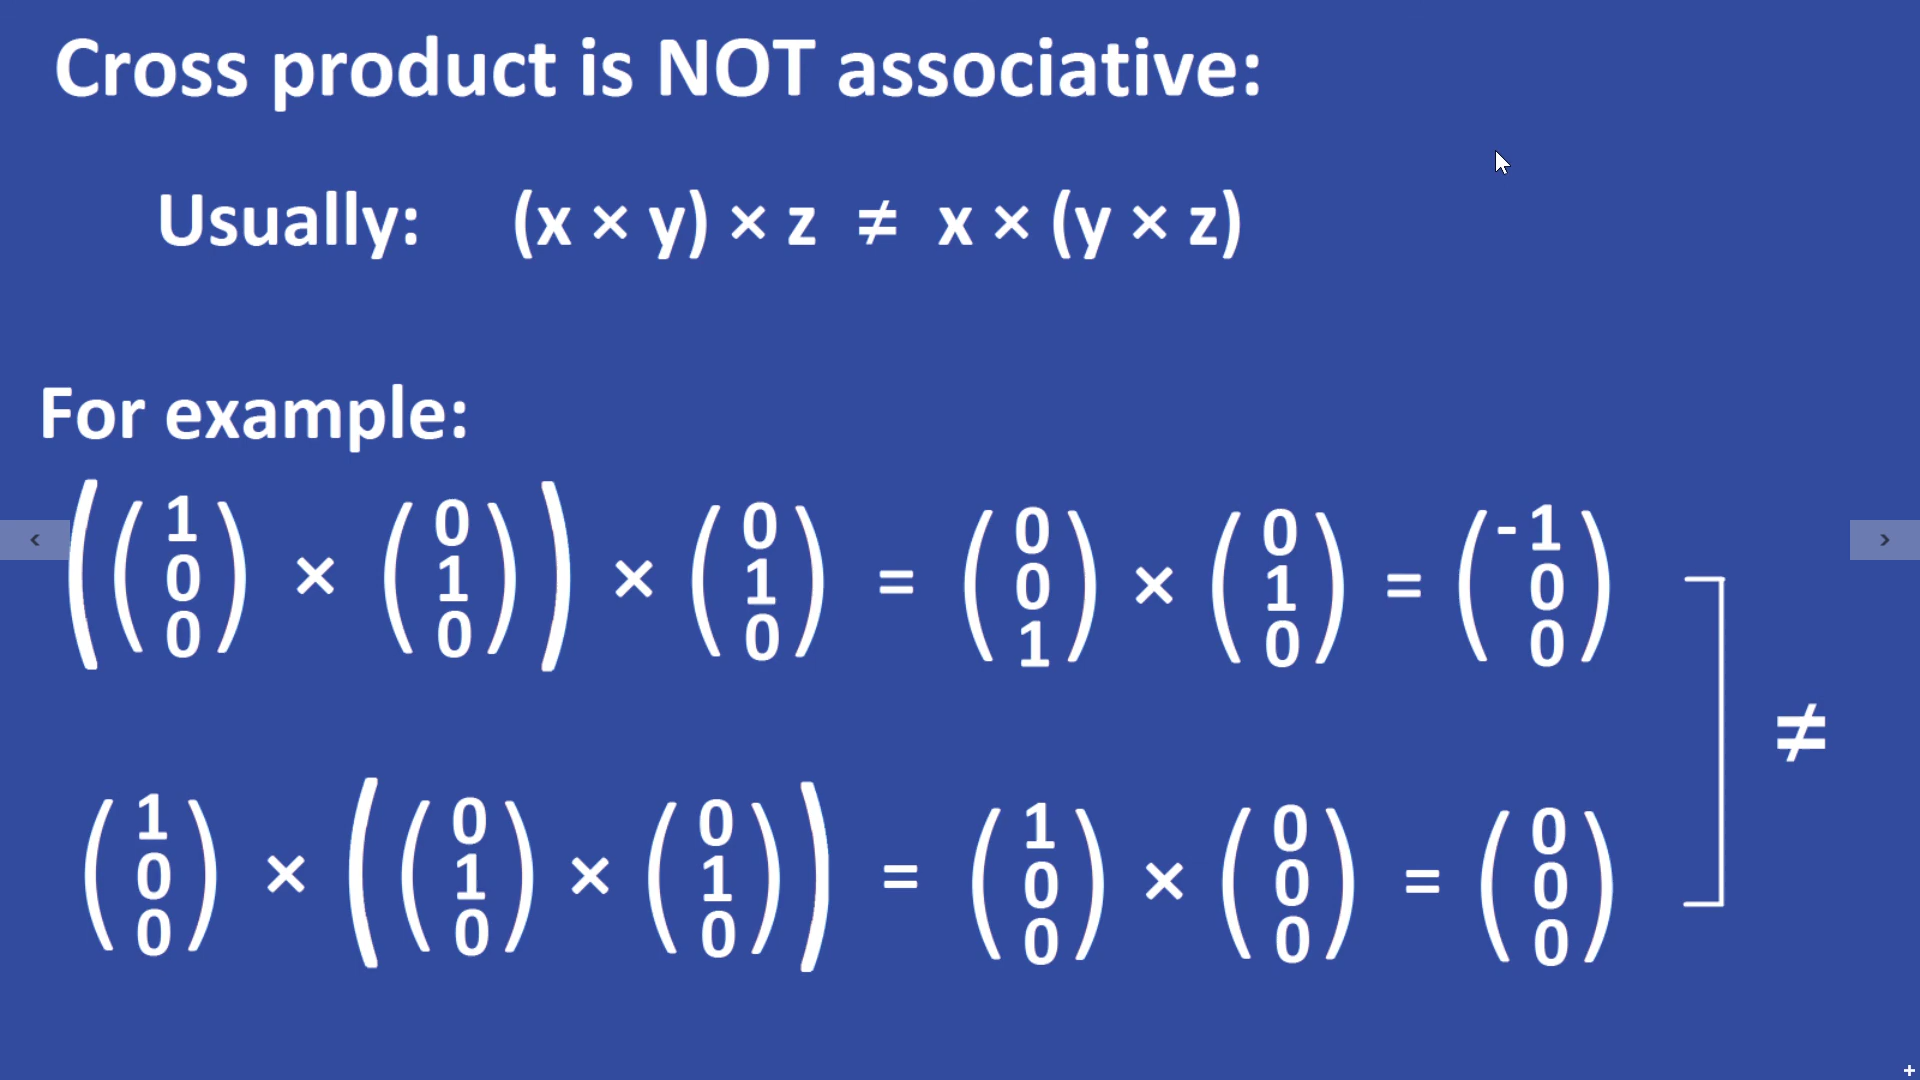 Cross product is NOT associative:
Usually: (x × y) × z ≠ x × (y × z)
For example:
((1 0 0) × (0 1 0)) × (0 1 0) = (0 0 1) × (0 1 0) = (-1 0 0)
≠
(1 0 0) × ((0 1 0) × (0 1 0)) = (1 0 0) × (0 0 0) = (0 0 0)